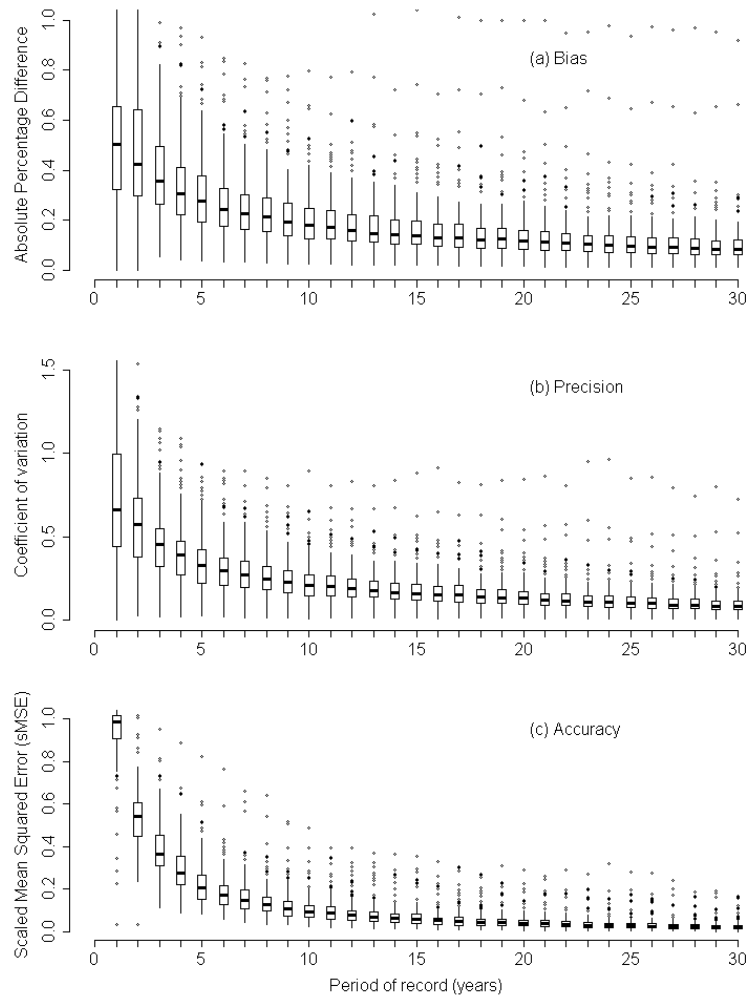 Absolute Percentage Difference
1.0
0.8
0.6
0.4
0.2
0.0
(a) Bias
0 5 10 15 20 25 30
Coefficient of variation
1.5
1.0
0.5
0.0
(b) Precision
0 5 10 15 20 25 30
Scaled Mean Squared Error (sMSE)
1.0
0.8
0.6
0.4
0.2
0.0
(c) Accuracy
0 5 10 15 20 25 30
Period of record (years)